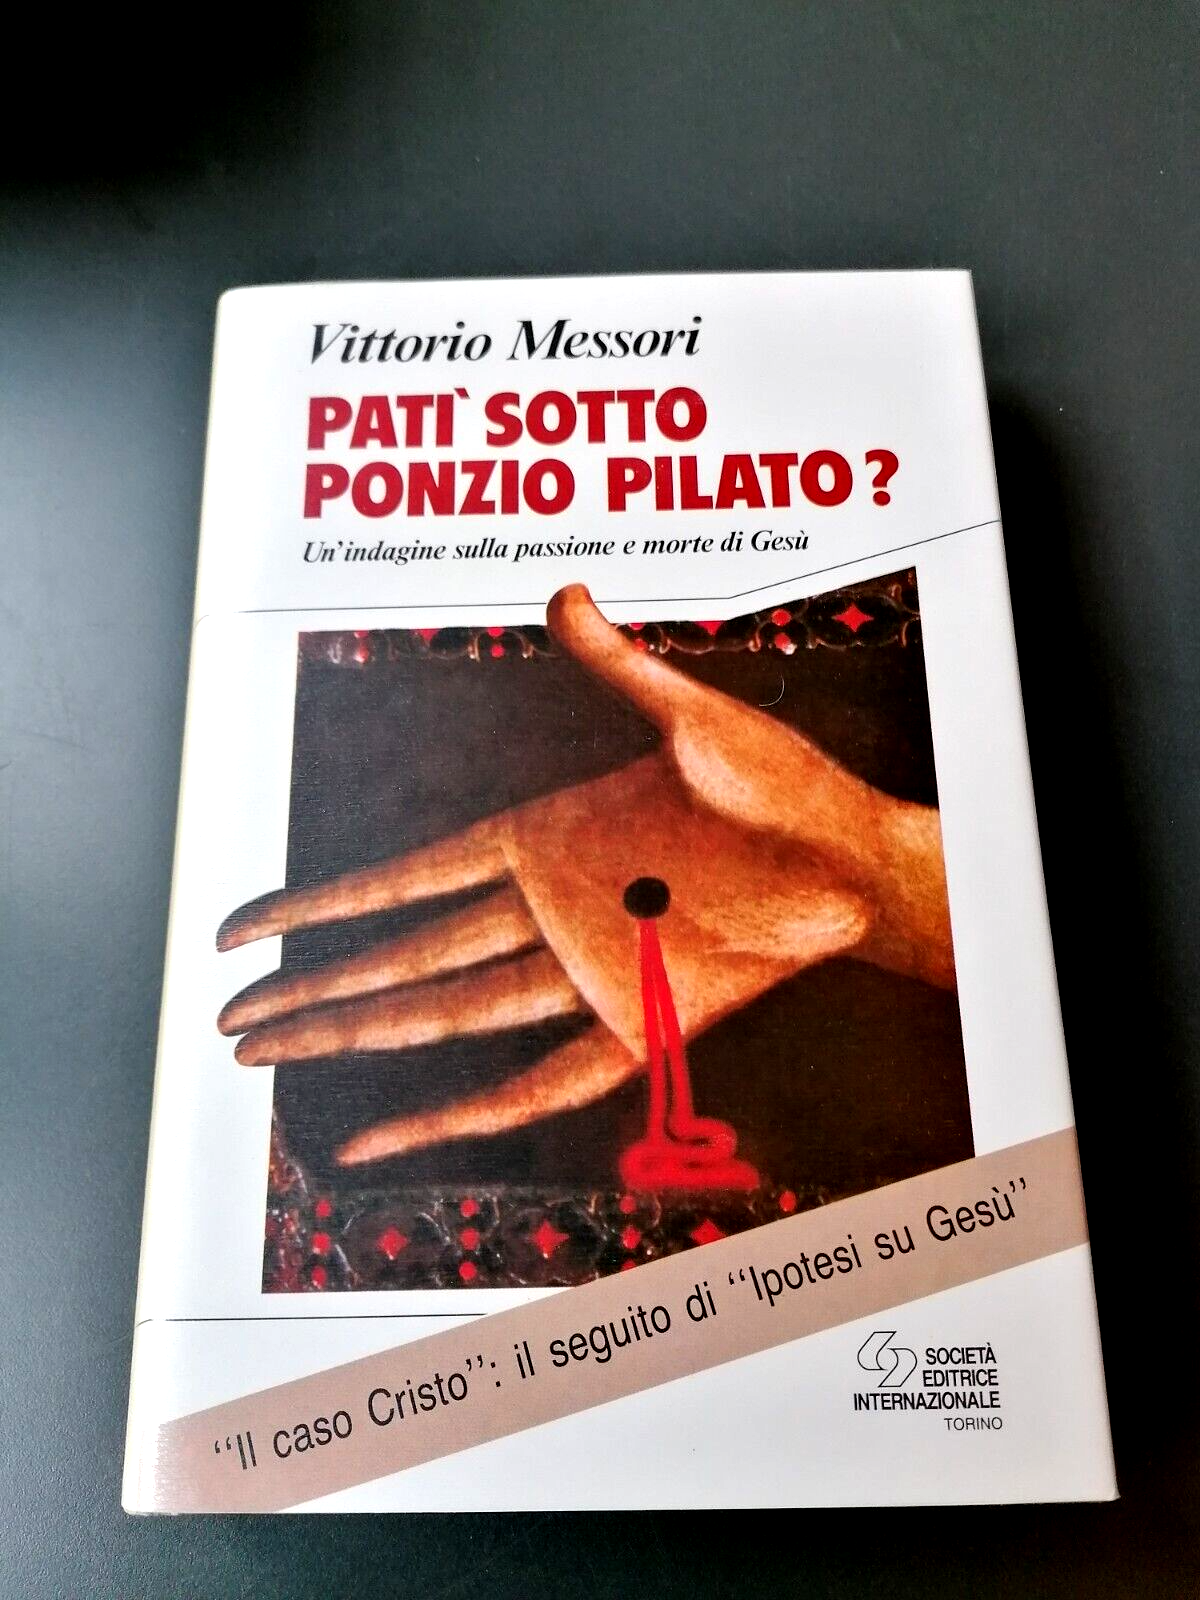 Vittorio Messori
PATI` SOTTO
PONZIO PILATO?
Un'indagine sulla passione e morte di Gesù
“Il caso Cristo”: il seguito di “Ipotesi su Gesù”
SOCIETÀ
EDITRICE
INTERNAZIONALE
TORINO